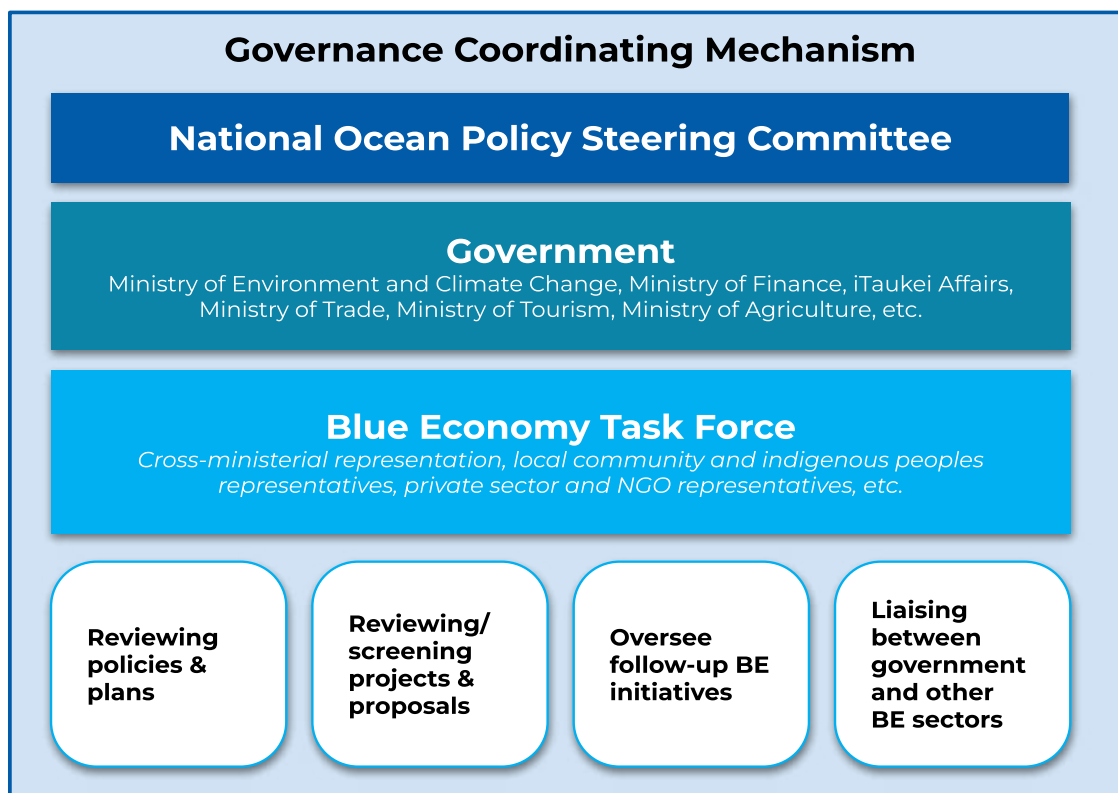 Governance Coordinating Mechanism
National Ocean Policy Steering Committee
Government
Ministry of Environment and Climate Change, Ministry of Finance, iTaukei Affairs,
Ministry of Trade, Ministry of Tourism, Ministry of Agriculture, etc.
Blue Economy Task Force
Cross-ministerial representation, local community and indigenous peoples
representatives, private sector and NGO representatives, etc.
Reviewing
policies &
plans
Reviewing/
screening
projects &
proposals
Oversee
follow-up BE
initiatives
Liaising
between
government
and other
BE sectors